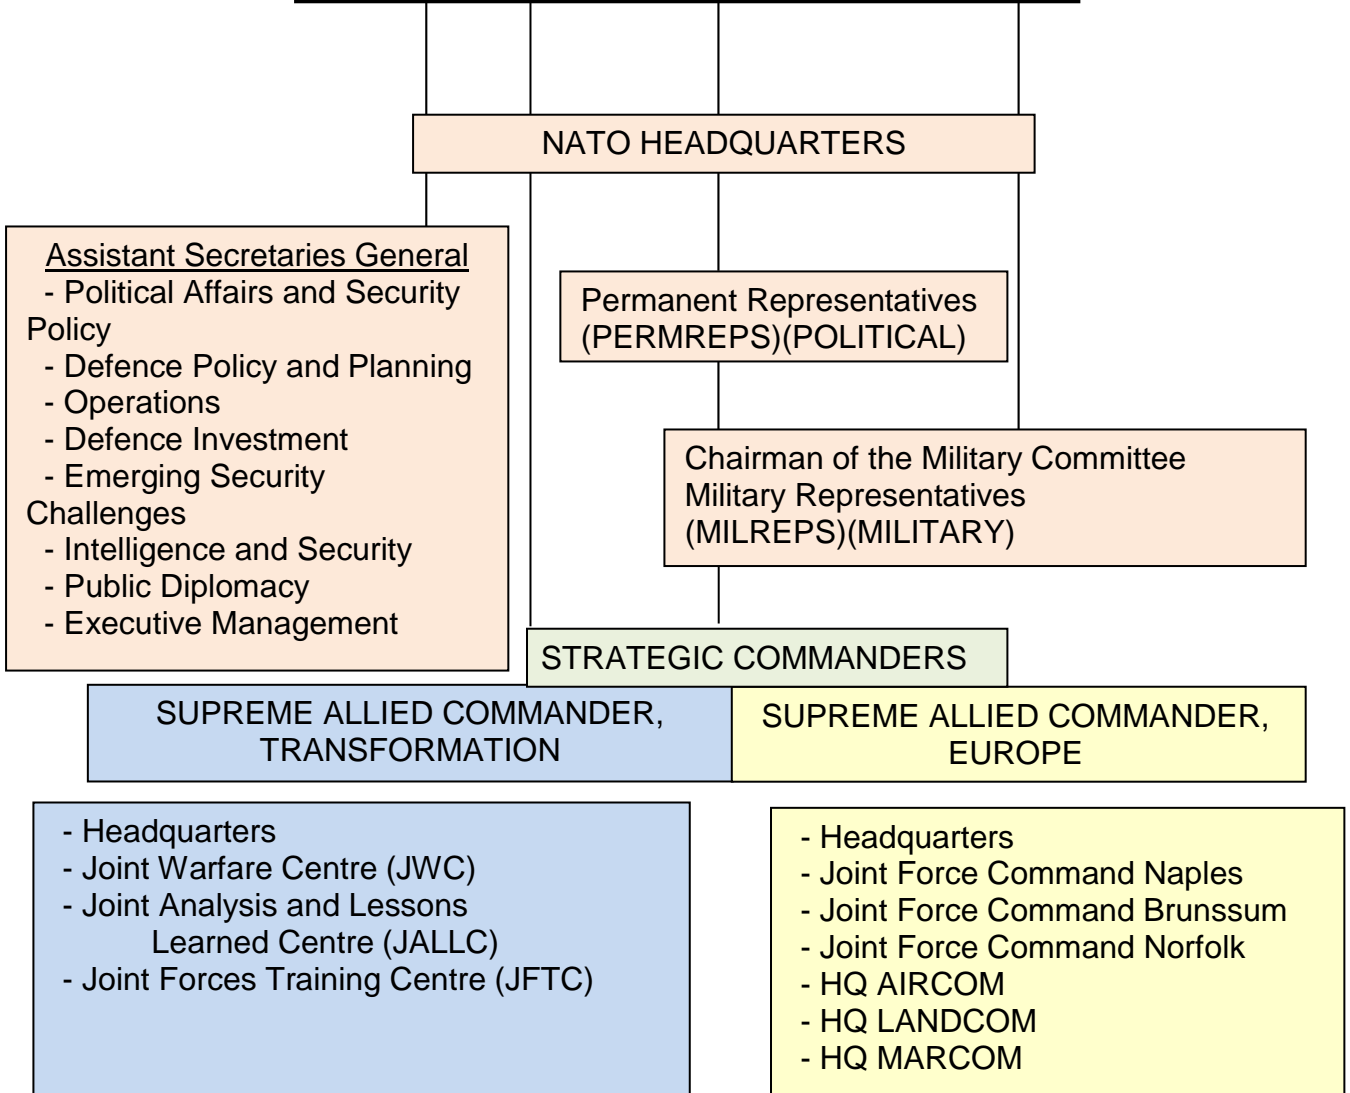 NATO HEADQUARTERS
Assistant Secretaries General
- Political Affairs and Security
Policy
- Defence Policy and Planning
- Operations
- Defence Investment
- Emerging Security
Challenges
- Intelligence and Security
- Public Diplomacy
- Executive Management
Permanent Representatives
(PERMREPS)(POLITICAL)
Chairman of the Military Committee
Military Representatives
(MILREPS)(MILITARY)
STRATEGIC COMMANDERS
SUPREME ALLIED COMMANDER,
TRANSFORMATION
SUPREME ALLIED COMMANDER,
EUROPE
- Headquarters
- Joint Warfare Centre (JWC)
- Joint Analysis and Lessons
Learned Centre (JALLC)
- Joint Forces Training Centre (JFTC)
- Headquarters
- Joint Force Command Naples
- Joint Force Command Brunssum
- Joint Force Command Norfolk
- HQ AIRCOM
- HQ LANDCOM
- HQ MARCOM